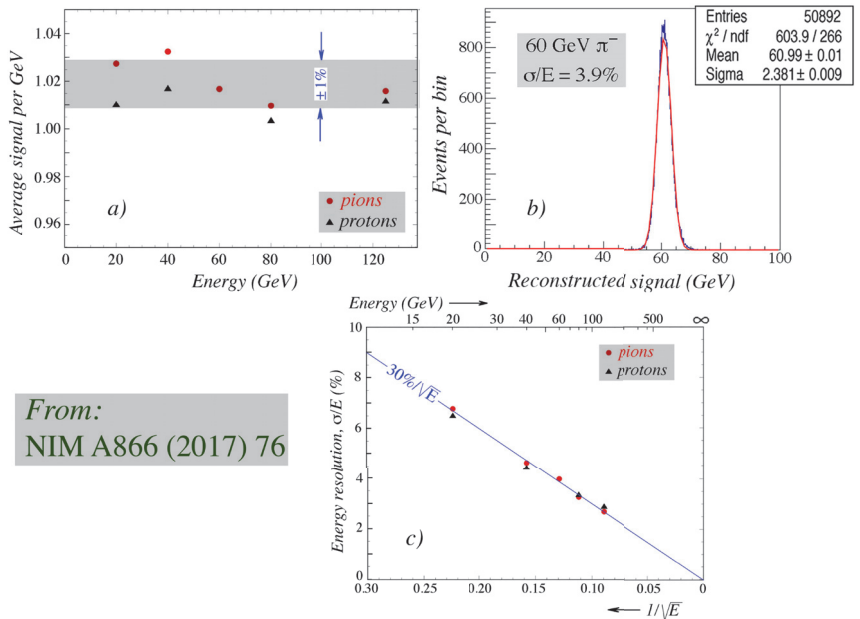 1.04
1.02
1.00
0.98
0.96
Average signal per GeV
±1%
a)
pions
protons
0 20 40 60 80 100 120
Energy (GeV)
800
600
400
200
0
Events per bin
60 GeV π⁻
σ/E = 3.9%
Entries 50892
χ² / ndf 603.9 / 266
Mean 60.99 ± 0.01
Sigma 2.381 ± 0.009
b)
0 20 40 60 80 100
Reconstructed signal (GeV)
From:
NIM A866 (2017) 76
Energy (GeV) →
15 20 30 40 60 100 500 ∞
10
8
6
4
2
0
Energy resolution, σ/E (%)
30%/√E
pions
protons
c)
0.30 0.25 0.20 0.15 0.10 0.05 0
← 1/√E